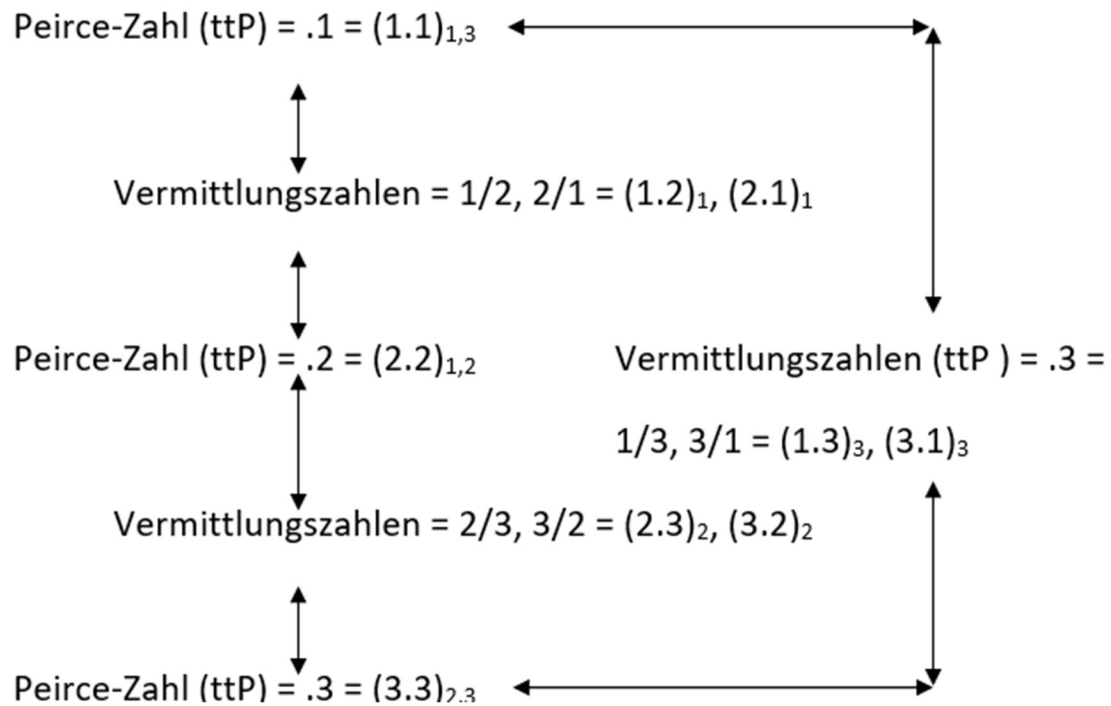 Peirce-Zahl (ttP) = .1 = (1.1)₁,₃
Vermittlungszahlen = 1/2, 2/1 = (1.2)₁, (2.1)₁
Peirce-Zahl (ttP) = .2 = (2.2)₁,₂
Vermittlungszahlen (ttP ) = .3 =
1/3, 3/1 = (1.3)₃, (3.1)₃
Vermittlungszahlen = 2/3, 3/2 = (2.3)₂, (3.2)₂
Peirce-Zahl (ttP) = .3 = (3.3)₂.₃